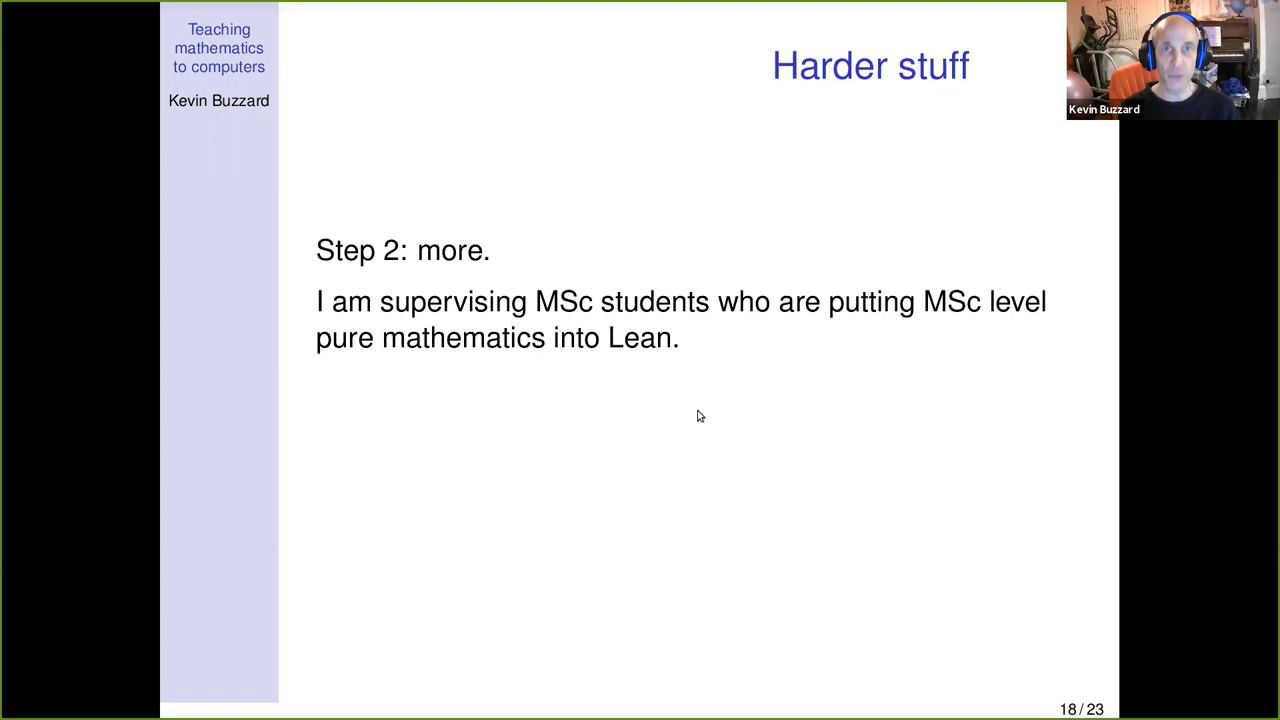 Teaching
mathematics
to computers
Kevin Buzzard
Harder stuff
Kevin Buzzard
Step 2: more.
I am supervising MSc students who are putting MSc level
pure mathematics into Lean.
18 / 23